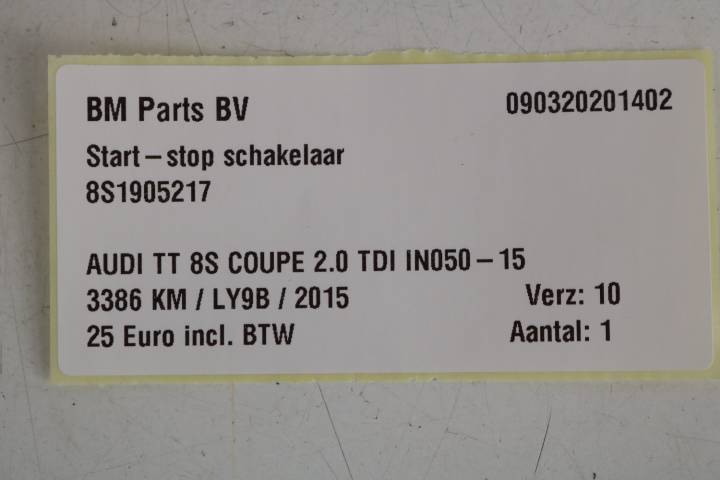 BM Parts BV 090320201402
Start-stop schakelaar
8S1905217
AUDI TT 8S COUPE 2.0 TDI IN050-15
3386 KM / LY9B / 2015 Verz: 10
25 Euro incl. BTW Aantal: 1